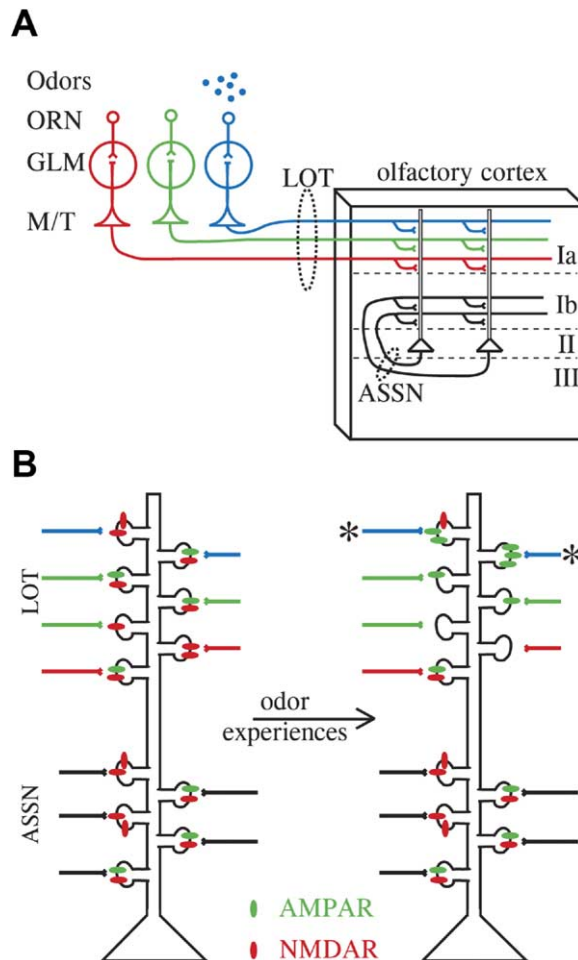 A
Odors
ORN
GLM
M/T
LOT
olfactory cortex
Ia
Ib
II
III
ASSN
B
*
*
LOT
odor
experiences
ASSN
AMPAR
NMDAR